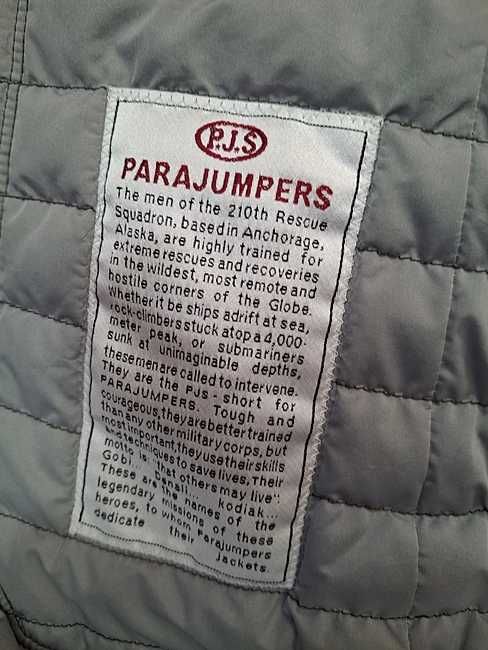 P.J.S
PARAJUMPERS
The men of the 210th Rescue
Squadron, based in Anchorage,
Alaska, are highly trained for
extreme rescues and recoveries
in the wildest, most remote and
hostile corners of the Globe.
Whether it be ships adrift at sea,
rock-climbers stuck atop a 4,000-
meter peak, or submariners
sunk at unimaginable depths,
these men are called to intervene.
They are the PJs - short for
PARAJUMPERS. Tough and
courageous, they are better trained
than any other military corps, but
most important, they use their skills
and techniques to save lives. Their
motto is: "that others may live".
Gobi... Denali... Kodiak...
These are the names of the
legendary missions of these
heroes, to whom Parajumpers
dedicate their jackets.